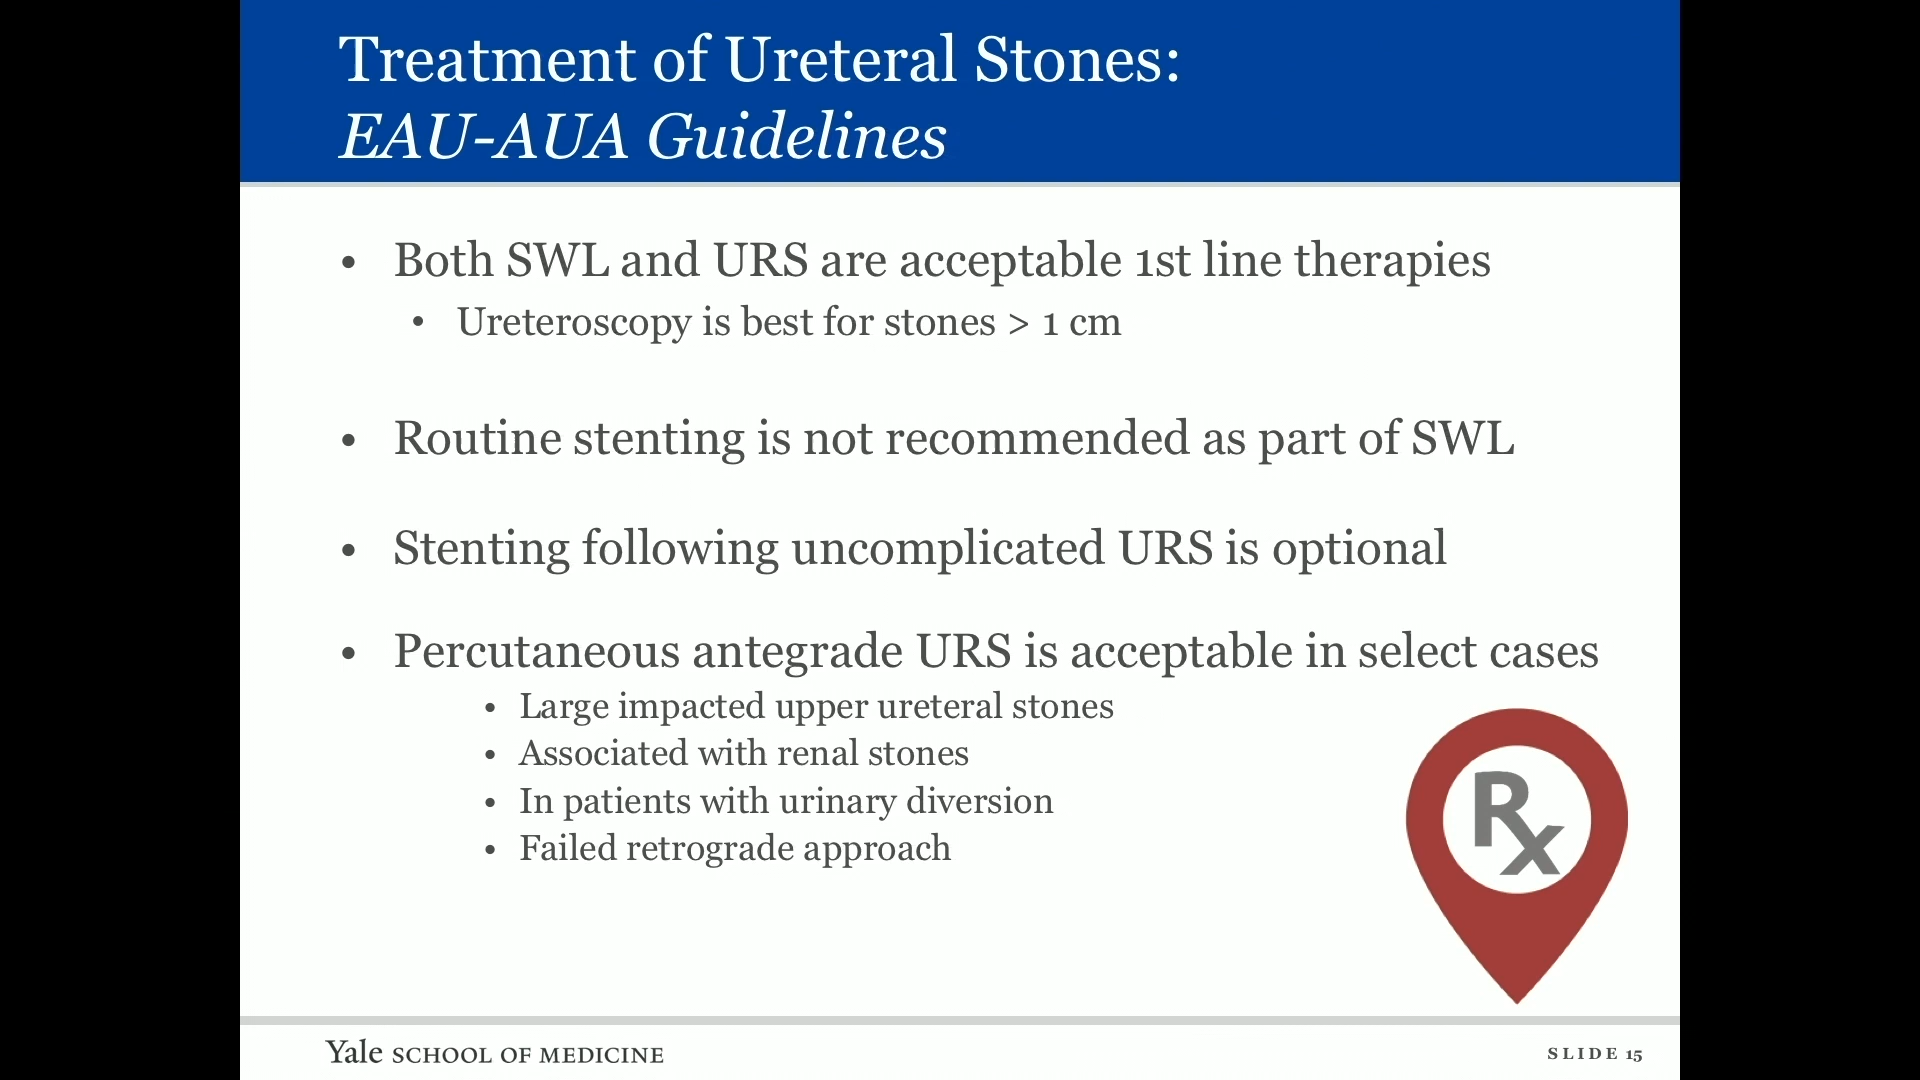 Treatment of Ureteral Stones:
EAU-AUA Guidelines
• Both SWL and URS are acceptable 1st line therapies
• Ureteroscopy is best for stones > 1 cm
• Routine stenting is not recommended as part of SWL
• Stenting following uncomplicated URS is optional
• Percutaneous antegrade URS is acceptable in select cases
• Large impacted upper ureteral stones
• Associated with renal stones
• In patients with urinary diversion
• Failed retrograde approach
Rx
Yale SCHOOL OF MEDICINE
SLIDE 15